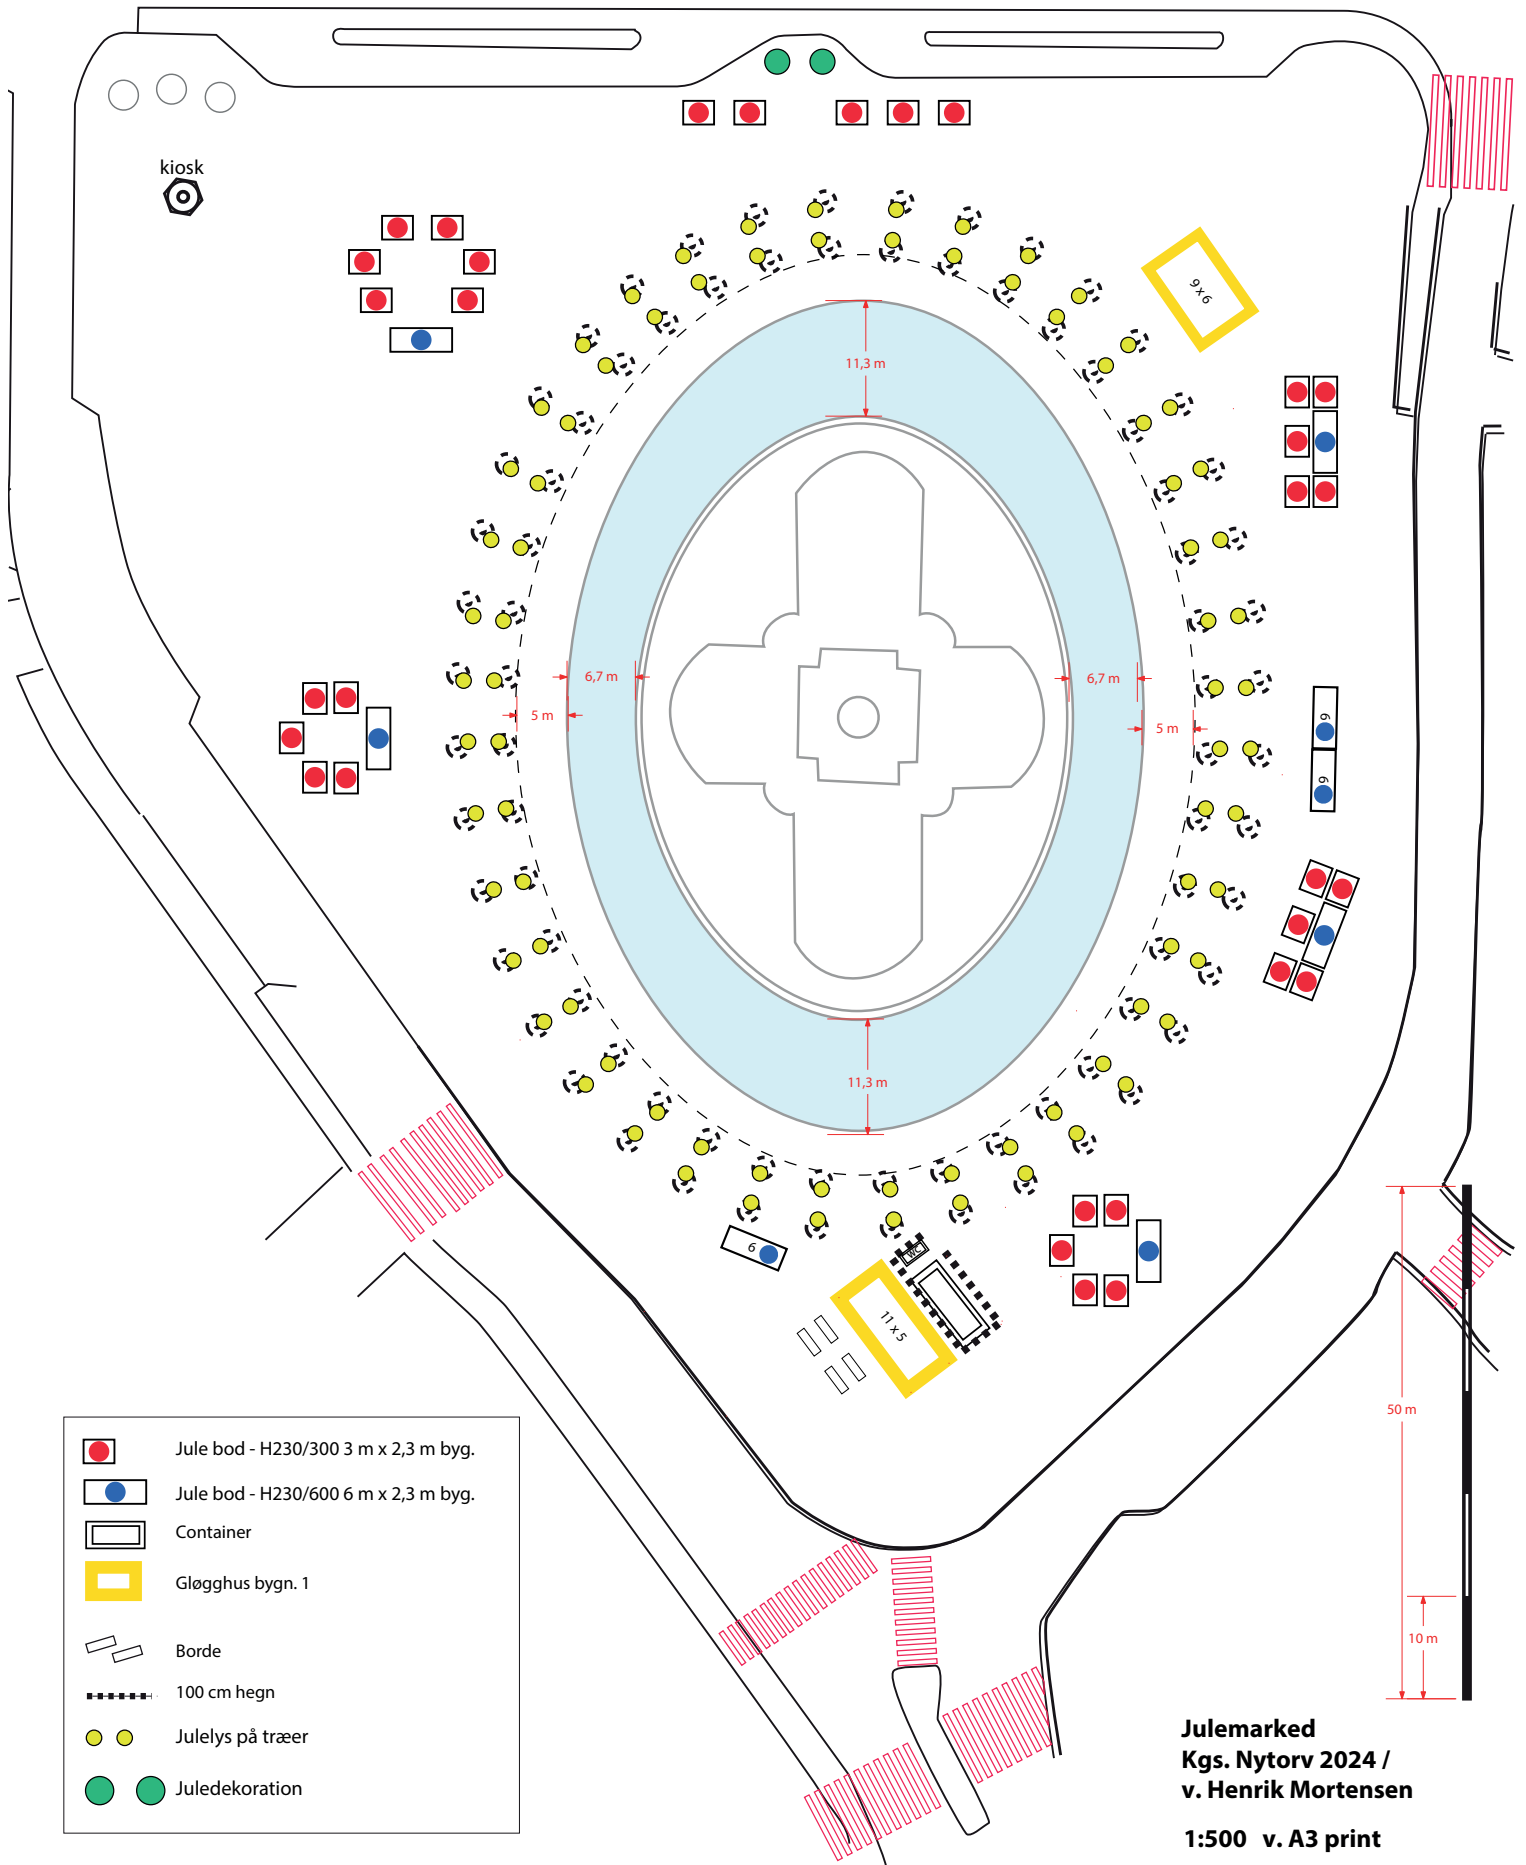 kiosk
9 x 6
11,3 m
6,7 m
6,7 m
5 m
5 m
6
6
11,3 m
6
WC
11 x 5
50 m
10 m
Jule bod - H230/300 3 m x 2,3 m byg.
Jule bod - H230/600 6 m x 2,3 m byg.
Container
Gløgghus bygn. 1
Borde
100 cm hegn
Julelys på træer
Juledekoration
Julemarked
Kgs. Nytorv 2024 /
v. Henrik Mortensen
1:500 v. A3 print